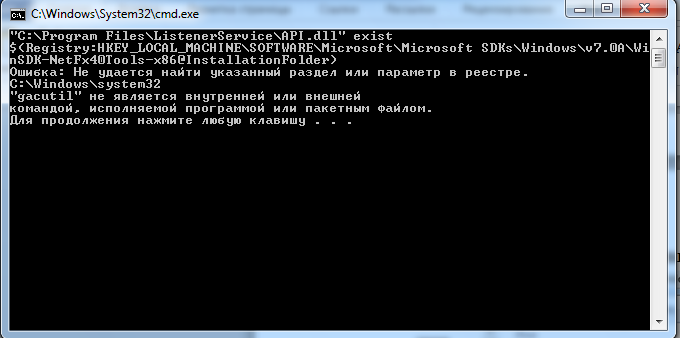 C:\Windows\System32\cmd.exe
"C:\Program Files\ListenerService\API.dll" exist
$(Registry:HKEY_LOCAL_MACHINE\SOFTWARE\Microsoft\Microsoft SDKs\Windows\v7.0A\Wi
nSDK-NetFx40Tools-x86@InstallationFolder)
Ошибка: Не удается найти указанный раздел или параметр в реестре.
C:\Windows\system32
"gacutil" не является внутренней или внешней
командой, исполняемой программой или пакетным файлом.
Для продолжения нажмите любую клавишу . . .